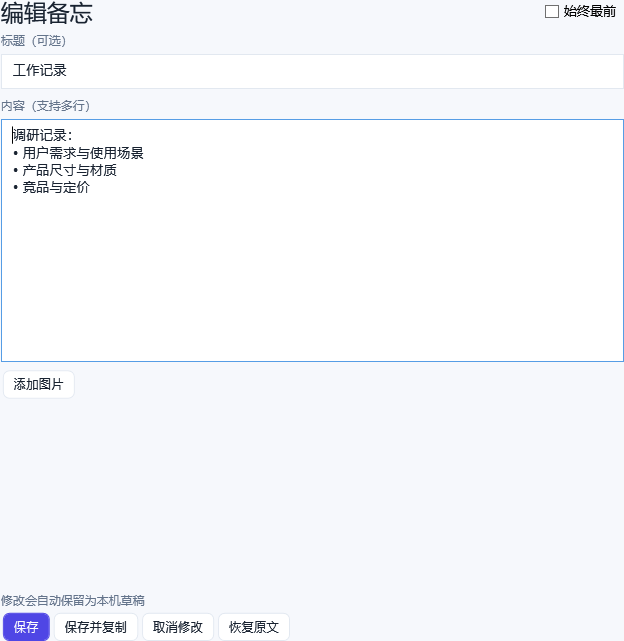 编辑备忘
始终最前
标题（可选）
工作记录
内容（支持多行）
调研记录：
• 用户需求与使用场景
• 产品尺寸与材质
• 竞品与定价
添加图片
修改会自动保留为本机草稿
保存
保存并复制
取消修改
恢复原文